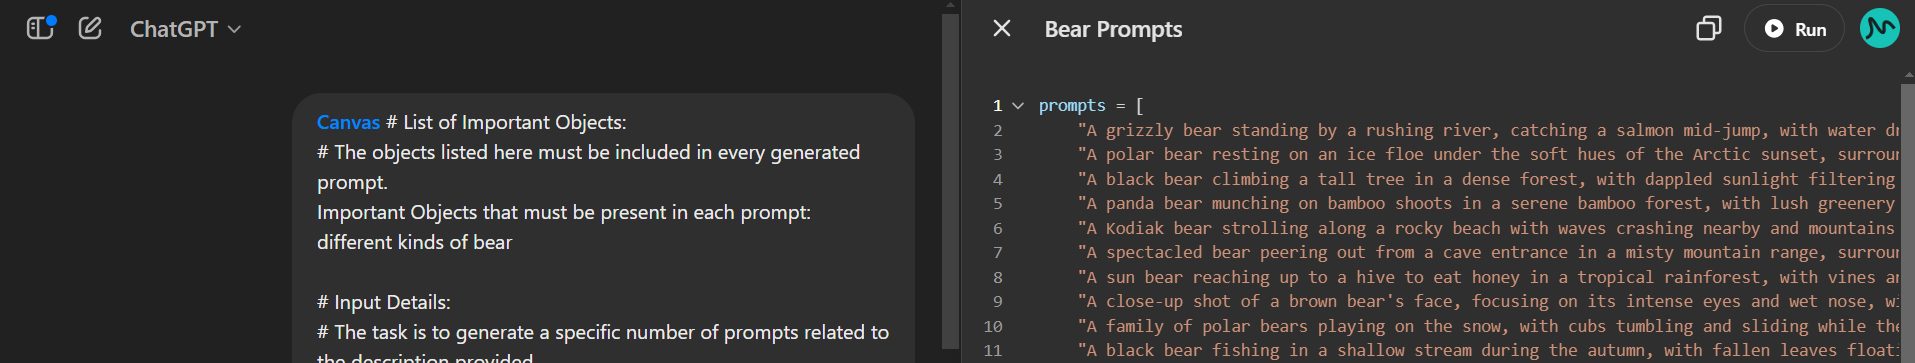 ChatGPT
Canvas # List of Important Objects:
# The objects listed here must be included in every generated
prompt.
Important Objects that must be present in each prompt:
different kinds of bear
# Input Details:
# The task is to generate a specific number of prompts related to
the description provided
Bear Prompts
Run
1 prompts = [
2 "A grizzly bear standing by a rushing river, catching a salmon mid-jump, with water
3 "A polar bear resting on an ice floe under the soft hues of the Arctic sunset,
4 "A black bear climbing a tall tree in a dense forest, with dappled sunlight filtering
5 "A panda bear munching on bamboo shoots in a serene bamboo forest, with lush greenery
6 "A Kodiak bear strolling along a rocky beach with waves crashing nearby and mountains
7 "A spectacled bear peering out from a cave entrance in a misty mountain range,
8 "A sun bear reaching up to a hive to eat honey in a tropical rainforest, with vines
9 "A close-up shot of a brown bear's face, focusing on its intense eyes and wet nose,
10 "A family of polar bears playing on the snow, with cubs tumbling and sliding while
11 "A black bear fishing in a shallow stream during the autumn, with fallen leaves